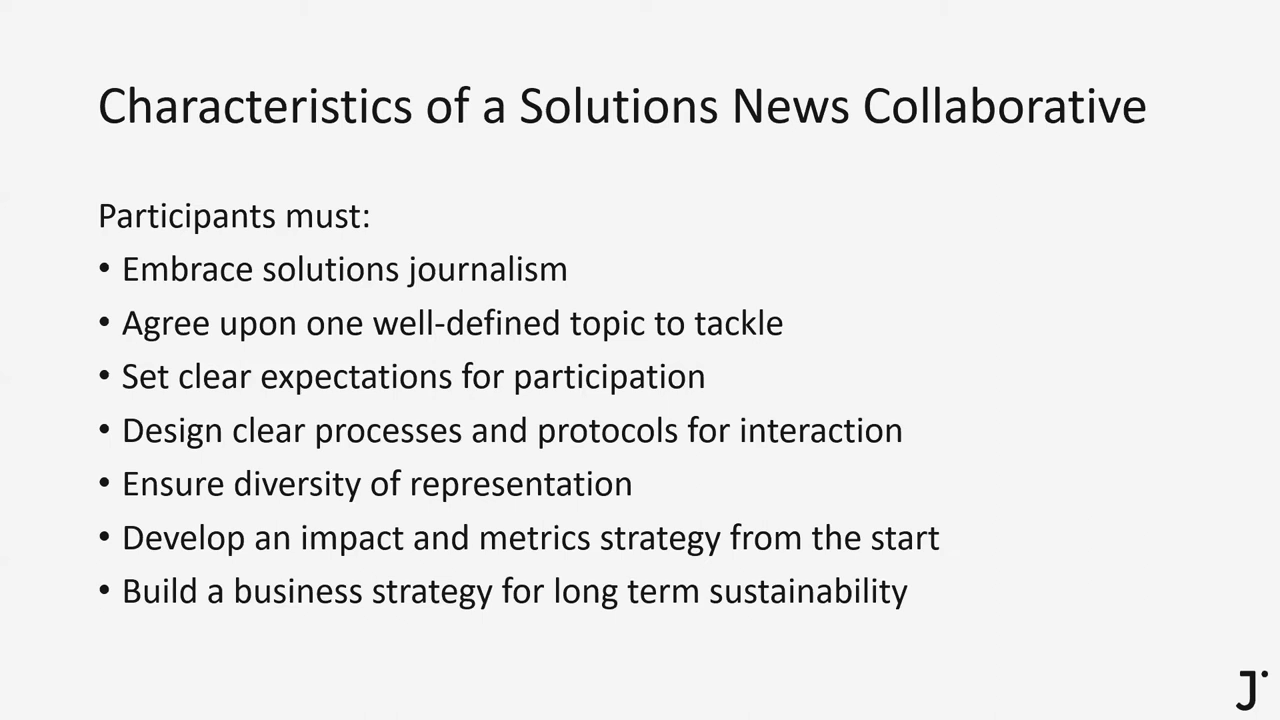 Characteristics of a Solutions News Collaborative
Participants must:
• Embrace solutions journalism
• Agree upon one well-defined topic to tackle
• Set clear expectations for participation
• Design clear processes and protocols for interaction
• Ensure diversity of representation
• Develop an impact and metrics strategy from the start
• Build a business strategy for long term sustainability
J